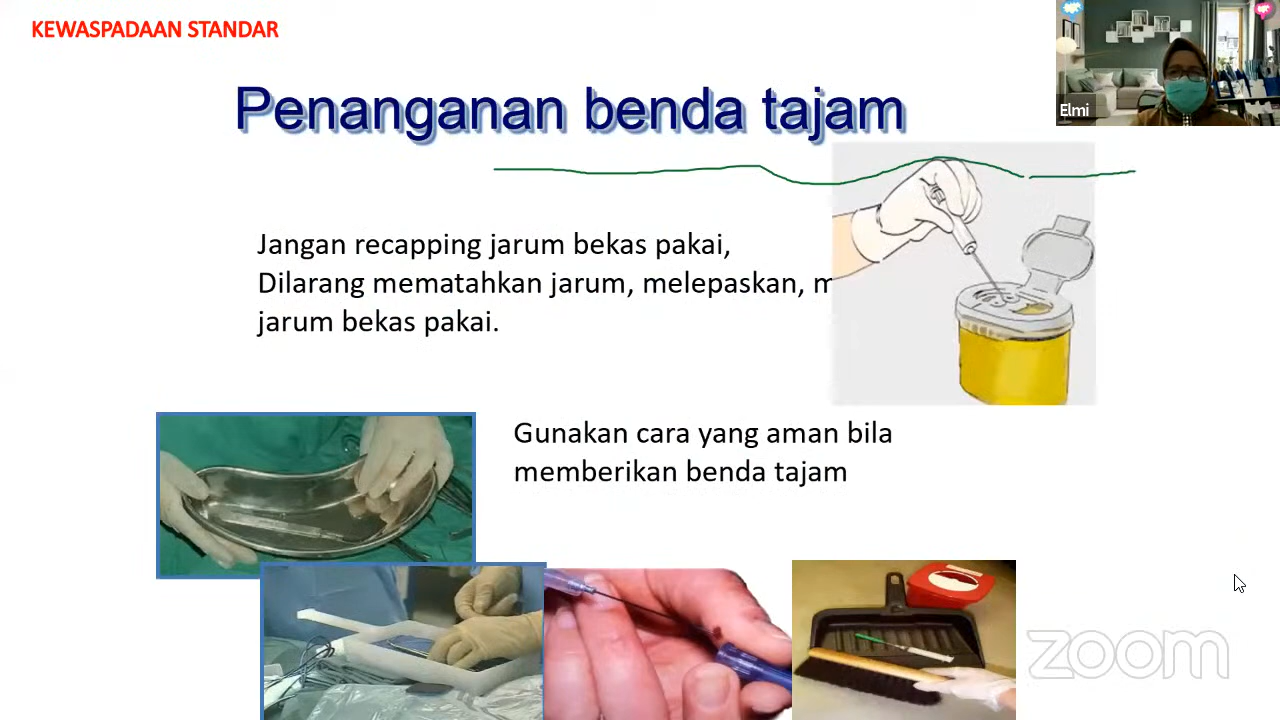 KEWASPADAAN STANDAR
Elmi
Penanganan benda tajam
Jangan recapping jarum bekas pakai,
Dilarang mematahkan jarum, melepaskan, m
jarum bekas pakai.
Gunakan cara yang aman bila
memberikan benda tajam
zoom